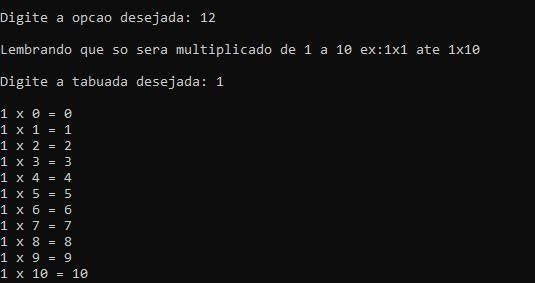 Digite a opcao desejada: 12
Lembrando que so sera multiplicado de 1 a 10 ex:1x1 ate 1x10
Digite a tabuada desejada: 1
1 x 0 = 0
1 x 1 = 1
1 x 2 = 2
1 x 3 = 3
1 x 4 = 4
1 x 5 = 5
1 x 6 = 6
1 x 7 = 7
1 x 8 = 8
1 x 9 = 9
1 x 10 = 10